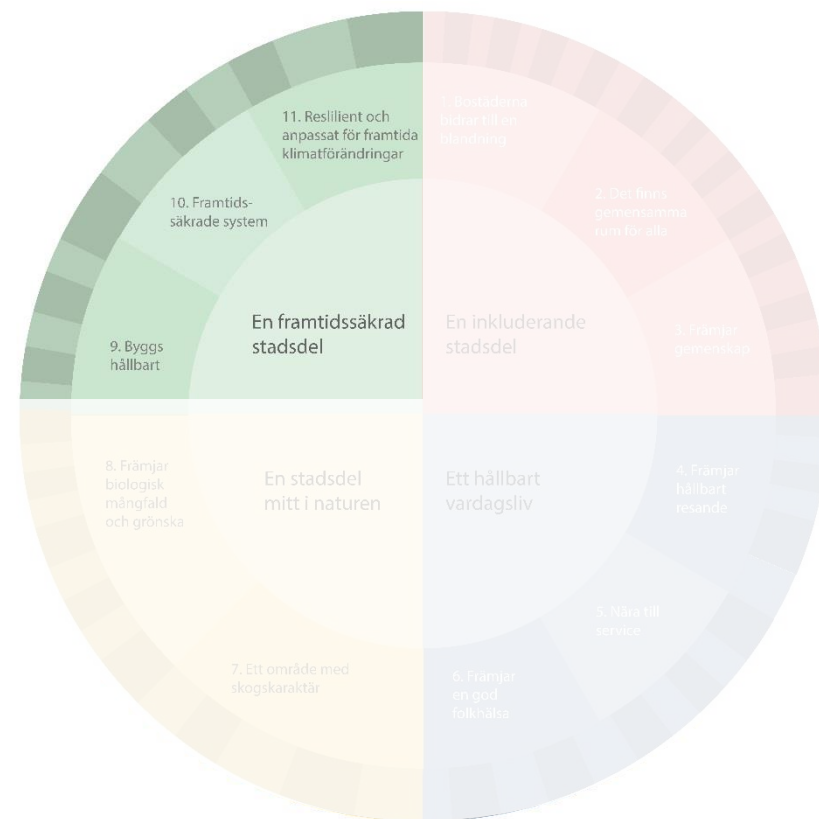 11. Reslilient och
anpassat för framtida
klimatförändringar
10. Framtids-
säkrade system
9. Byggs
hållbart
En framtidssäkrad
stadsdel
1. Bostäderna
bidrar till en
blandning
2. Det finns
gemensamma
rum för alla
3. Främjar
gemenskap
En inkluderande
stadsdel
8. Främjar
biologisk
mångfald
och grönska
7. Ett område med
skogskaraktär
En stadsdel
mitt i naturen
Ett hållbart
vardagsliv
4. Främjar
hållbart
resande
5. Nära till
service
6. Främjar
en god
folkhälsa